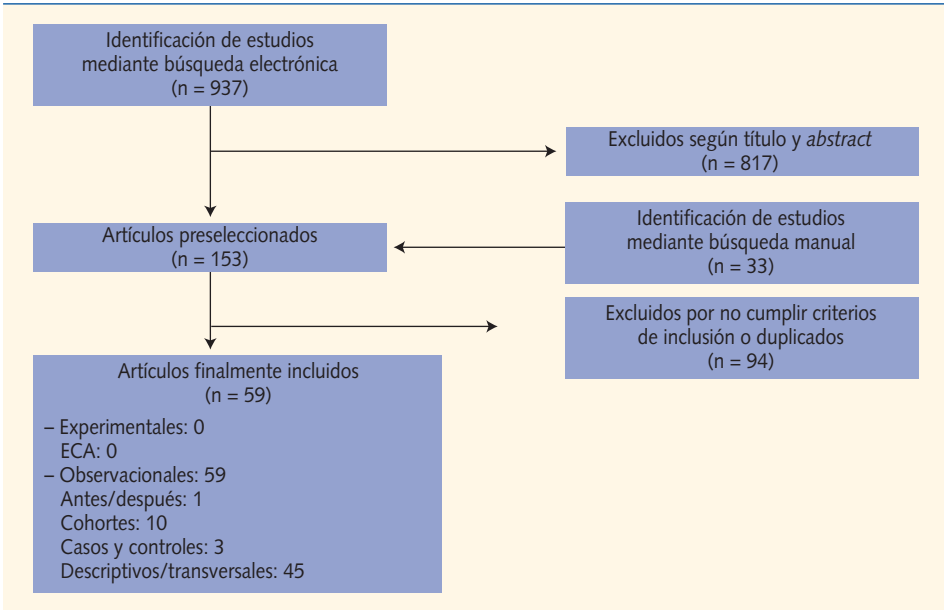 Identificación de estudios
mediante búsqueda electrónica
(n = 937)
Excluidos según título y abstract
(n = 817)
Artículos preseleccionados
(n = 153)
Identificación de estudios
mediante búsqueda manual
(n = 33)
Excluidos por no cumplir criterios
de inclusión o duplicados
(n = 94)
Artículos finalmente incluidos
(n = 59)
– Experimentales: 0
ECA: 0
– Observacionales: 59
Antes/después: 1
Cohortes: 10
Casos y controles: 3
Descriptivos/transversales: 45